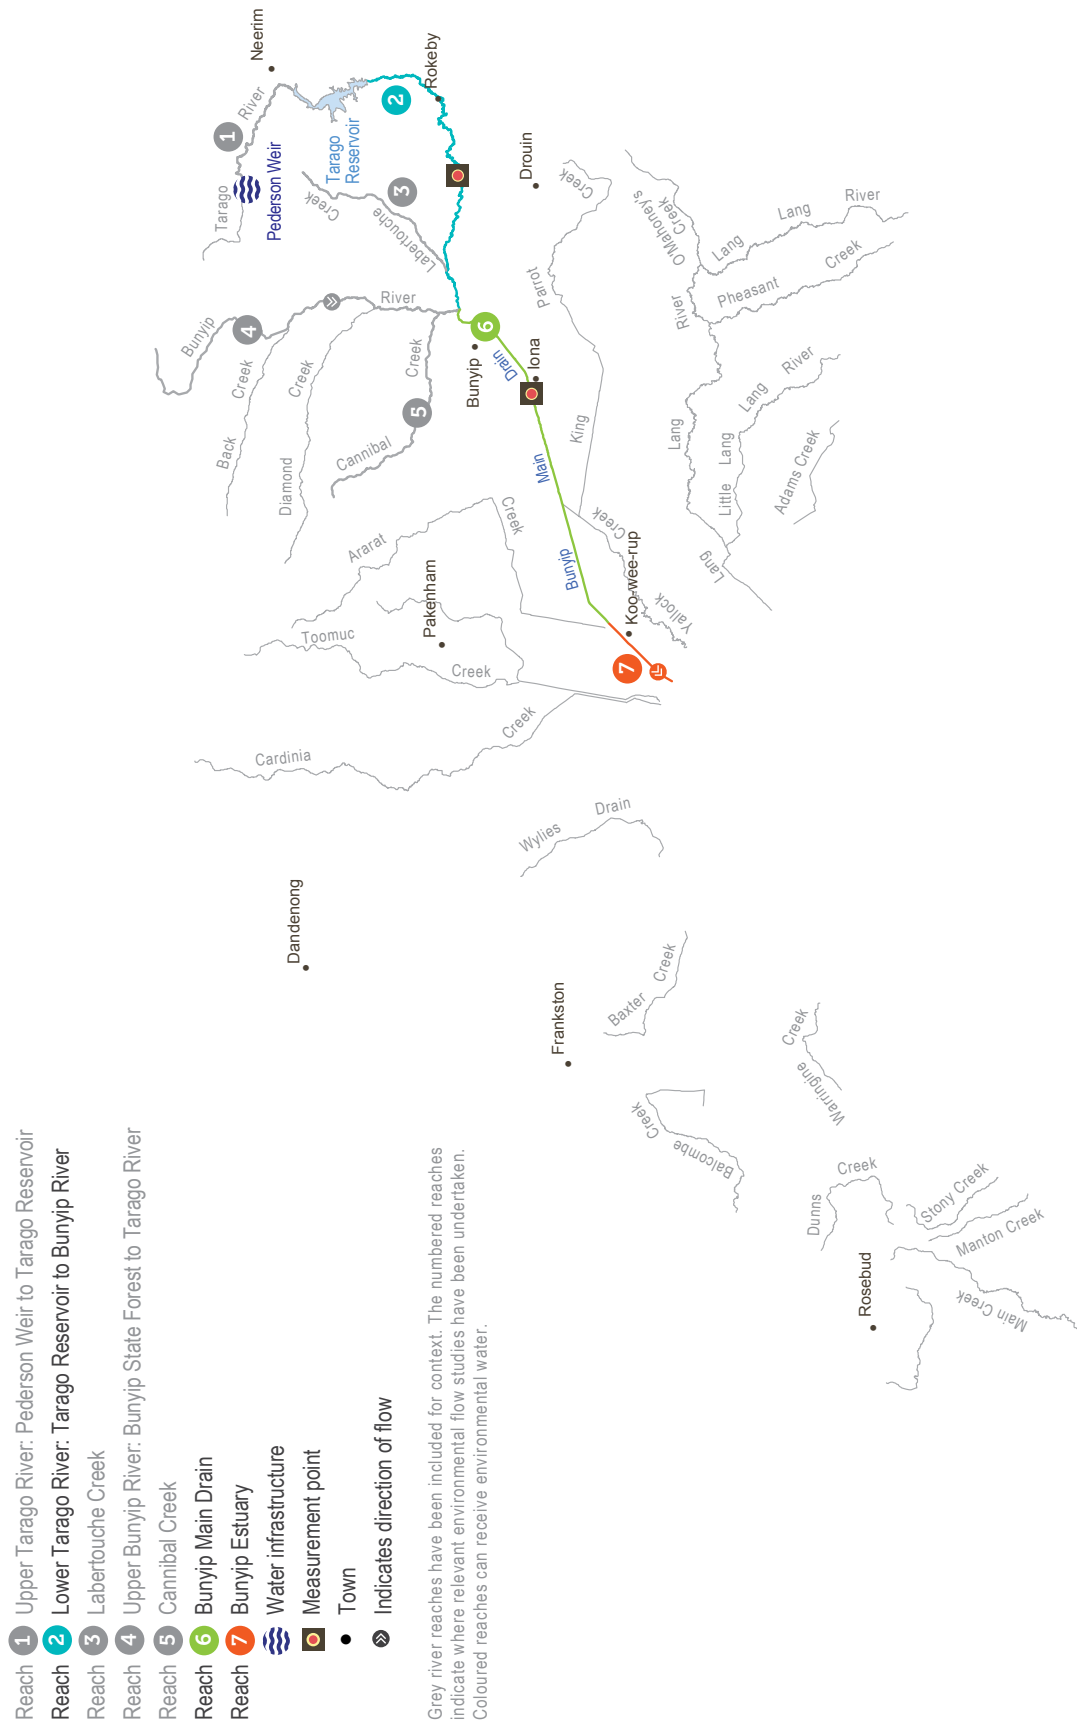 Reach 1 Upper Tarago River: Pederson Weir to Tarago Reservoir
Reach 2 Lower Tarago River: Tarago Reservoir to Bunyip River
Reach 3 Labertouche Creek
Reach 4 Upper Bunyip River: Bunyip State Forest to Tarago River
Reach 5 Cannibal Creek
Reach 6 Bunyip Main Drain
Reach 7 Bunyip Estuary
Water infrastructure
Measurement point
Town
Indicates direction of flow
Grey river reaches have been included for context. The numbered reaches
indicate where relevant environmental flow studies have been undertaken.
Coloured reaches can receive environmental water.
Neerim
1
River
Tarago
Pederson Weir
Tarago
Reservoir
2
Rokeby
3
Creek
Labertouche
Drouin
Bunyip
4
River
Back
Creek
Diamond
Creek
Cannibal
Creek
5
Bunyip
6
Drain
Iona
Main
Bunyip
King
Parrot
Creek
O'Mahoney's
Creek
Lang
Lang
River
Pheasant
Creek
River
Lang
Lang
Little
Lang
Lang
River
Adams Creek
Ararat
Creek
Creek
Yallock
Koo-wee-rup
7
Pakenham
Toomuc
Creek
Cardinia
Creek
Wylies
Drain
Dandenong
Frankston
Baxter
Creek
Creek
Balcombe
Warringine
Creek
Dunns
Creek
Stony Creek
Manton Creek
Main Creek
Rosebud